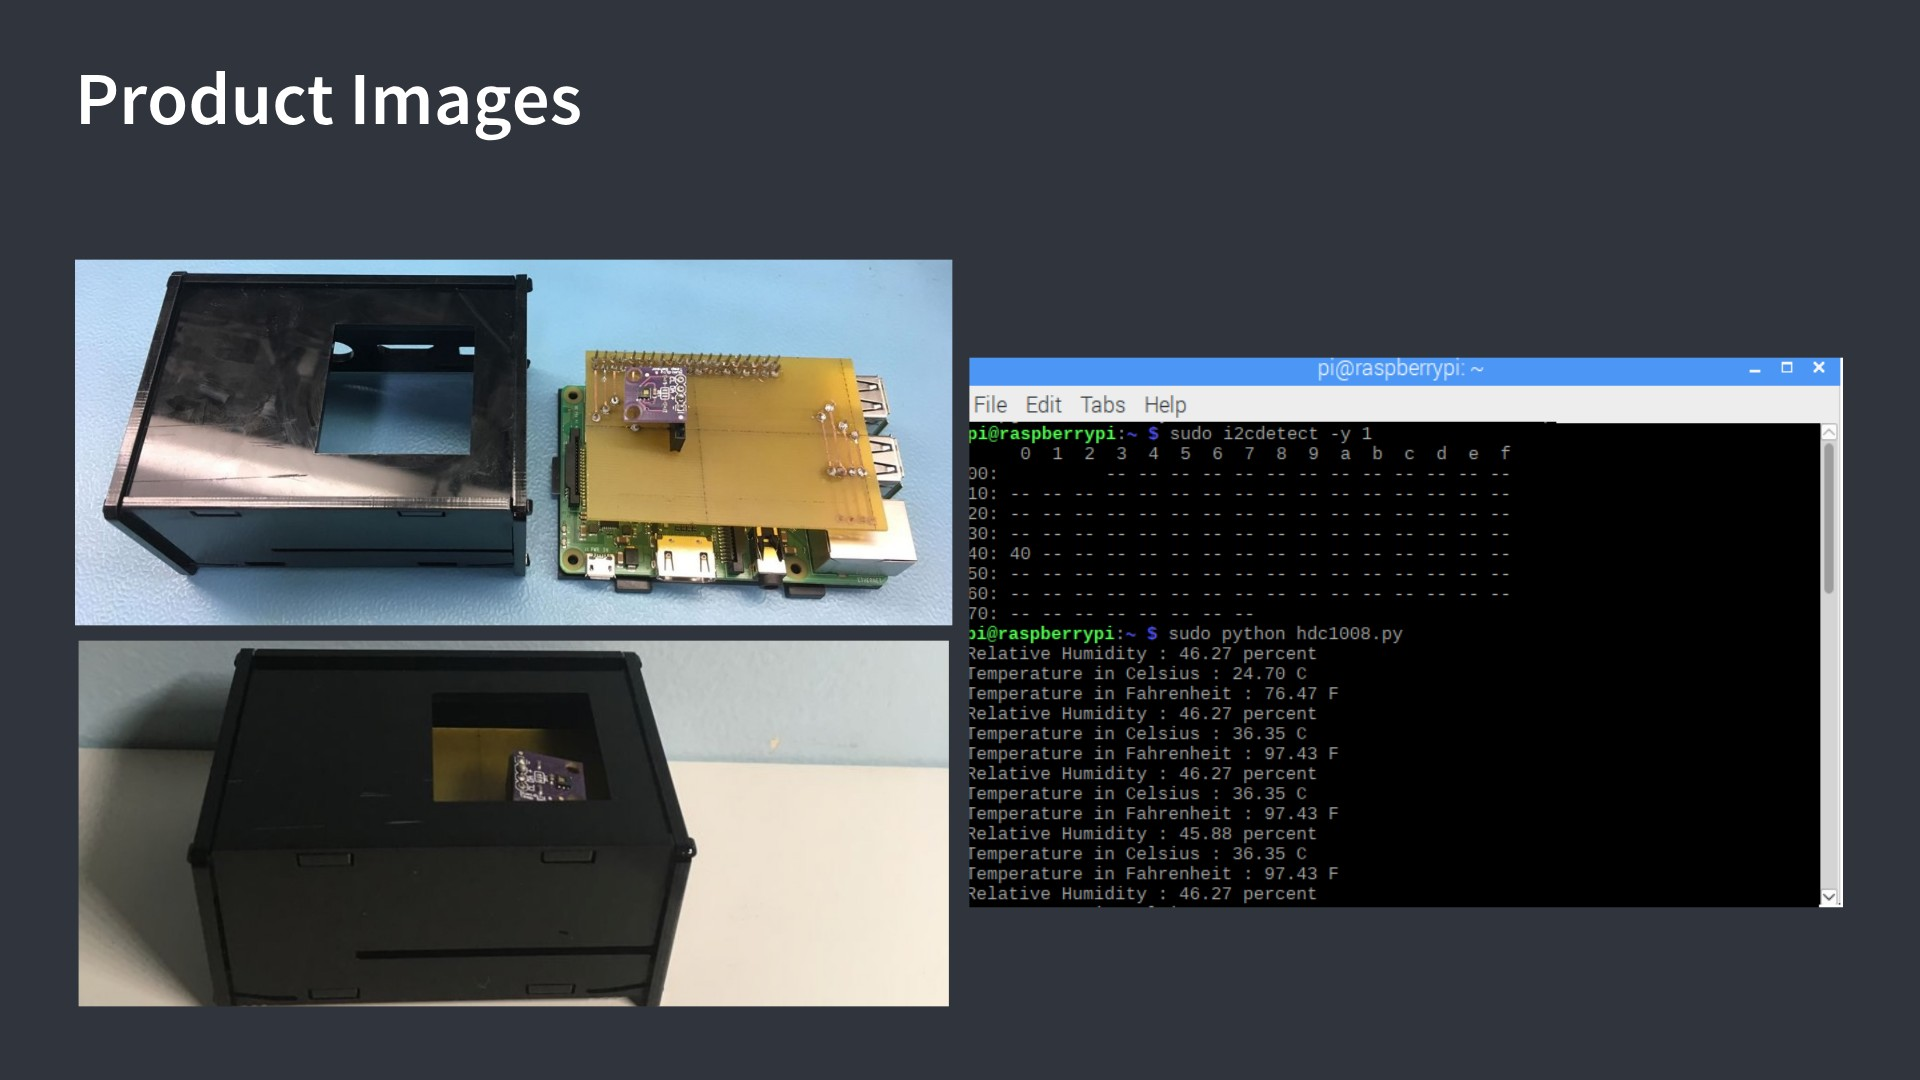 Product Images
pi@raspberrypi: ~
File Edit Tabs Help
pi@raspberrypi:~ $ sudo i2cdetect -y 1
0 1 2 3 4 5 6 7 8 9 a b c d e f
00: -- -- -- -- -- -- -- -- -- -- -- -- --
10: -- -- -- -- -- -- -- -- -- -- -- -- -- -- -- --
20: -- -- -- -- -- -- -- -- -- -- -- -- -- -- -- --
30: -- -- -- -- -- -- -- -- -- -- -- -- -- -- -- --
40: 40 -- -- -- -- -- -- -- -- -- -- -- -- -- -- --
50: -- -- -- -- -- -- -- -- -- -- -- -- -- -- -- --
60: -- -- -- -- -- -- -- -- -- -- -- -- -- -- -- --
70: -- -- -- -- -- -- -- --
pi@raspberrypi:~ $ sudo python hdc1008.py
Relative Humidity : 46.27 percent
Temperature in Celsius : 24.70 C
Temperature in Fahrenheit : 76.47 F
Relative Humidity : 46.27 percent
Temperature in Celsius : 36.35 C
Temperature in Fahrenheit : 97.43 F
Relative Humidity : 46.27 percent
Temperature in Celsius : 36.35 C
Temperature in Fahrenheit : 97.43 F
Relative Humidity : 45.88 percent
Temperature in Celsius : 36.35 C
Temperature in Fahrenheit : 97.43 F
Relative Humidity : 46.27 percent